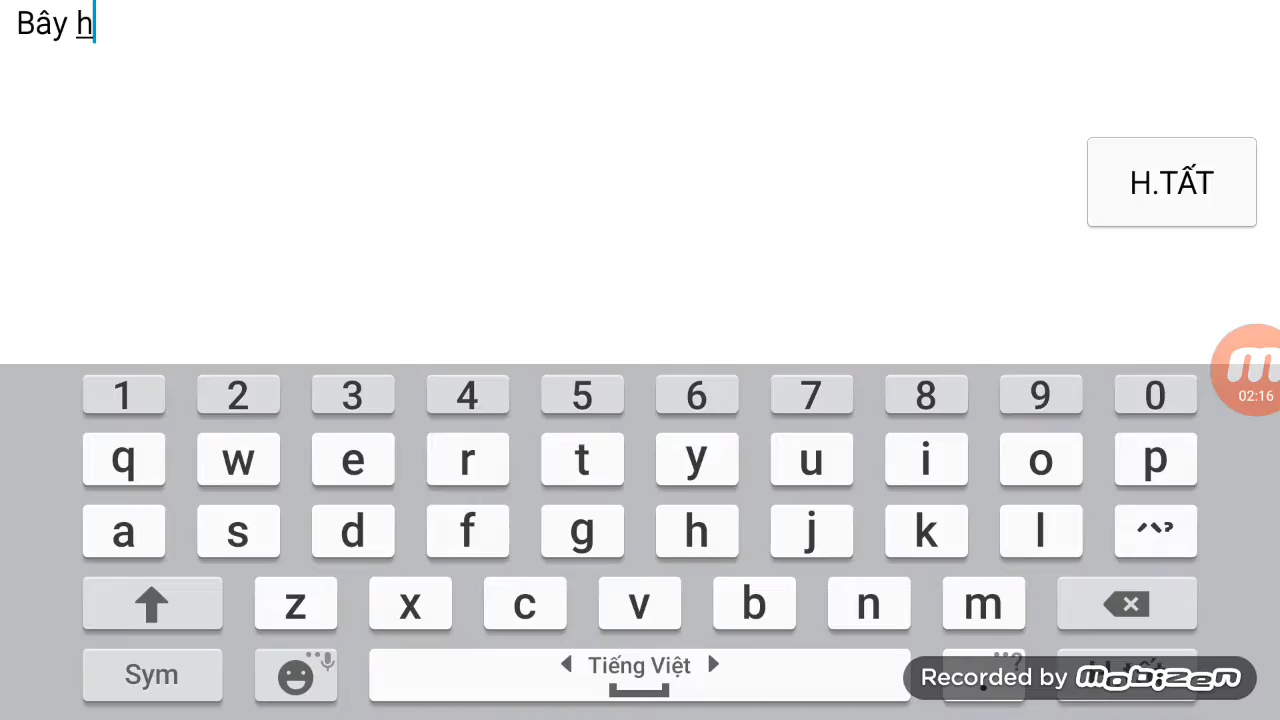 Bây h
H.TẤT
02:16
1 2 3 4 5 6 7 8 9 0
q w e r t y u i o p
a s d f g h j k l
z x c v b n m
Sym Tiếng Việt
Recorded by mobizen